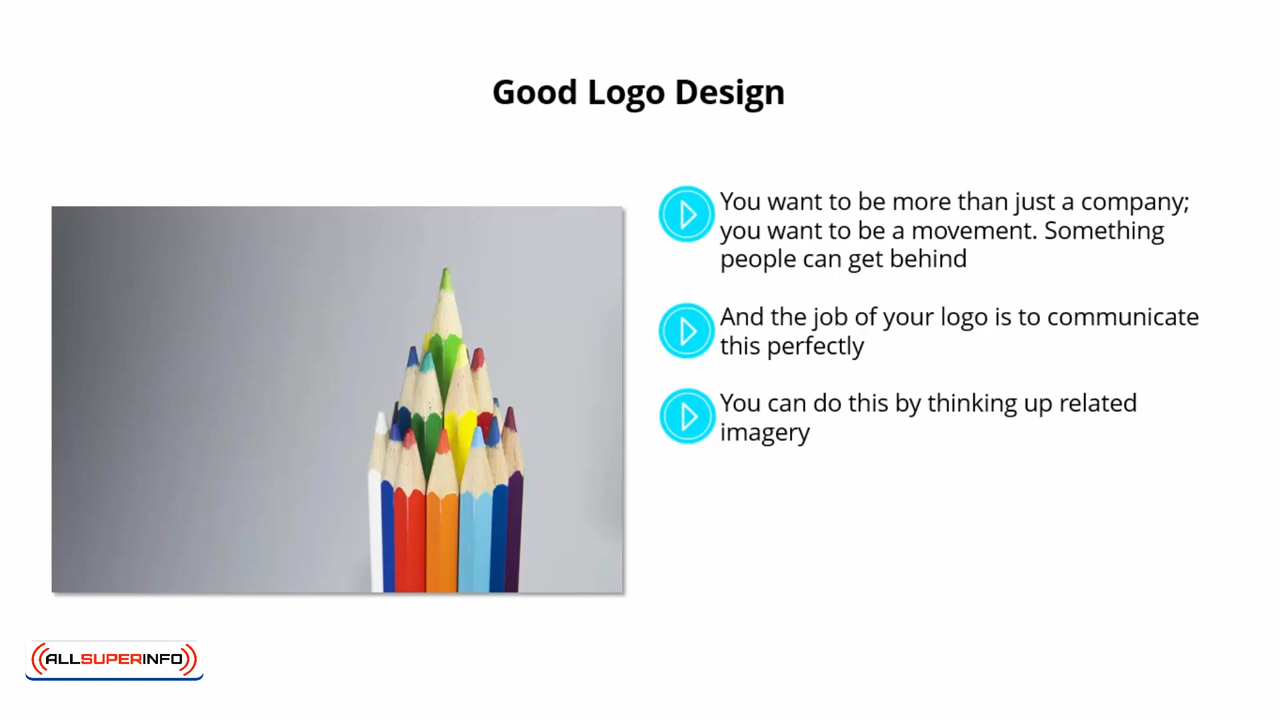 Good Logo Design
You want to be more than just a company;
you want to be a movement. Something
people can get behind
And the job of your logo is to communicate
this perfectly
You can do this by thinking up related
imagery
ALLSUPERINFO